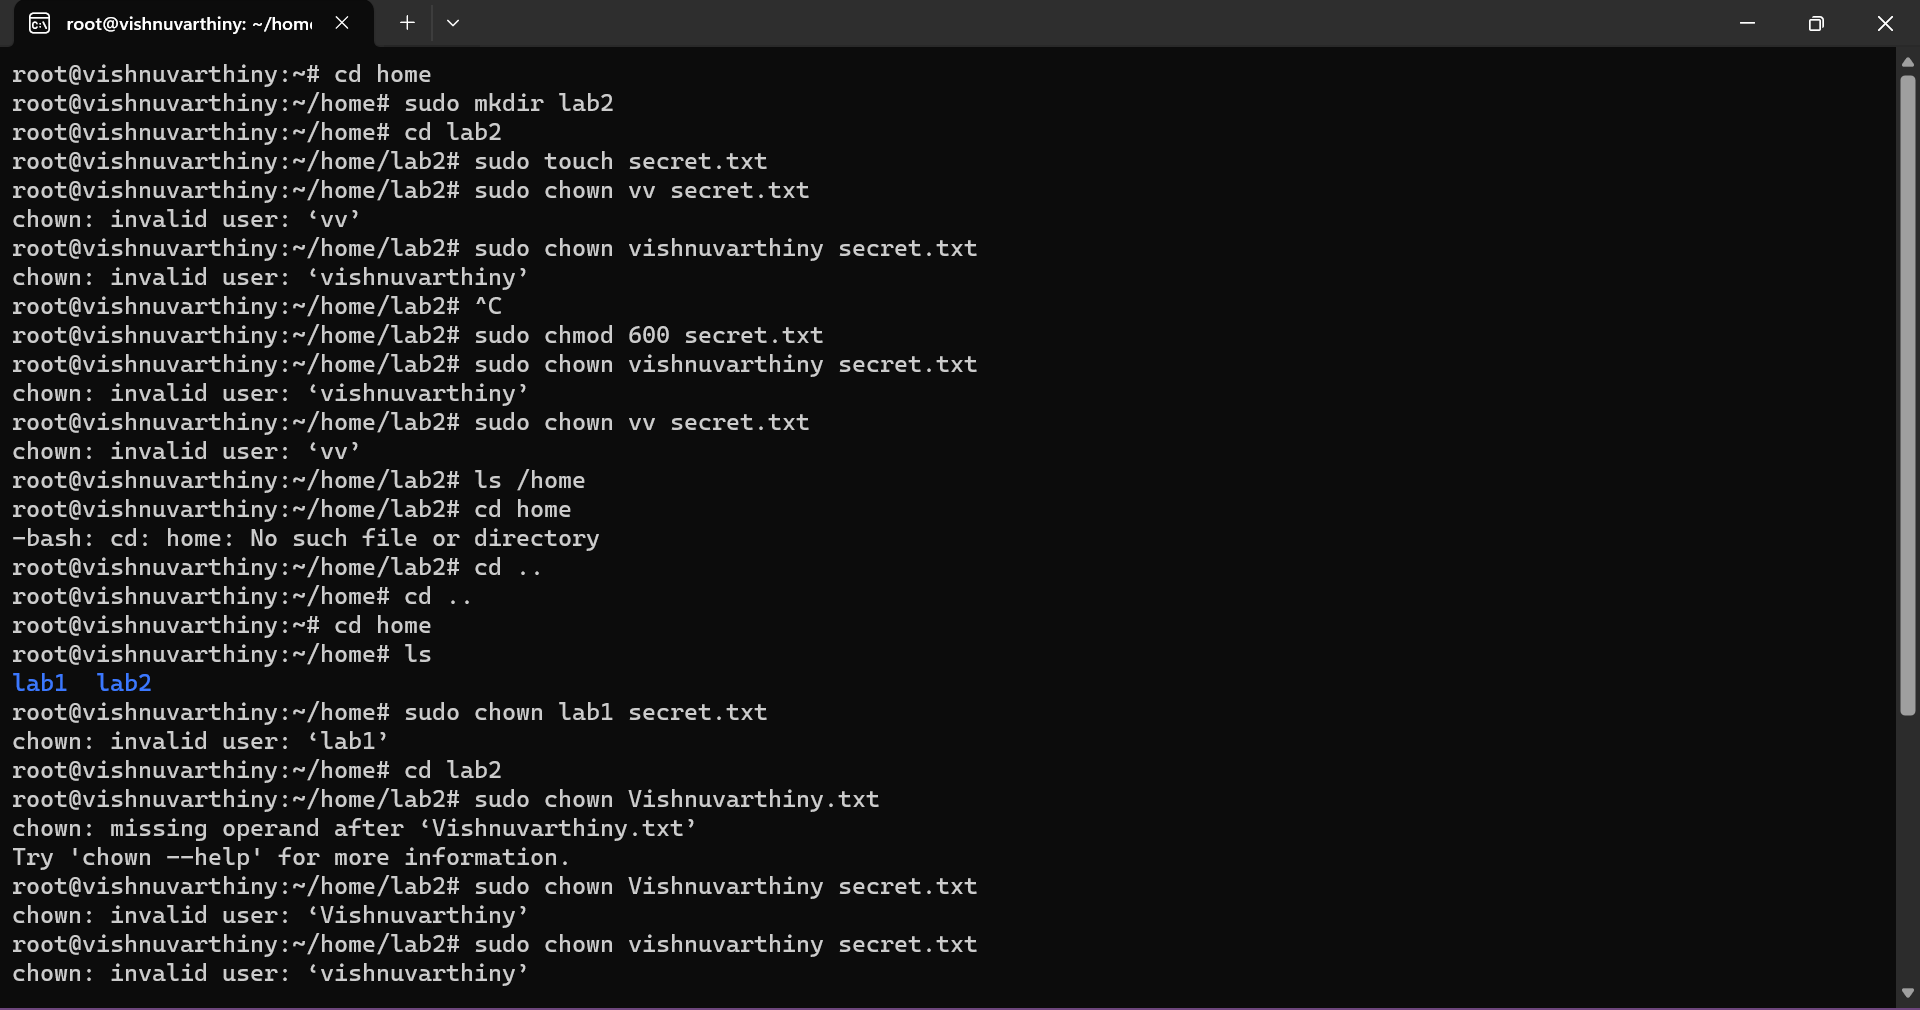 root@vishnuvarthiny: ~/hom
root@vishnuvarthiny:~# cd home
root@vishnuvarthiny:~/home# sudo mkdir lab2
root@vishnuvarthiny:~/home# cd lab2
root@vishnuvarthiny:~/home/lab2# sudo touch secret.txt
root@vishnuvarthiny:~/home/lab2# sudo chown vv secret.txt
chown: invalid user: ‘vv’
root@vishnuvarthiny:~/home/lab2# sudo chown vishnuvarthiny secret.txt
chown: invalid user: ‘vishnuvarthiny’
root@vishnuvarthiny:~/home/lab2# ^C
root@vishnuvarthiny:~/home/lab2# sudo chmod 600 secret.txt
root@vishnuvarthiny:~/home/lab2# sudo chown vishnuvarthiny secret.txt
chown: invalid user: ‘vishnuvarthiny’
root@vishnuvarthiny:~/home/lab2# sudo chown vv secret.txt
chown: invalid user: ‘vv’
root@vishnuvarthiny:~/home/lab2# ls /home
root@vishnuvarthiny:~/home/lab2# cd home
-bash: cd: home: No such file or directory
root@vishnuvarthiny:~/home/lab2# cd ..
root@vishnuvarthiny:~/home# cd ..
root@vishnuvarthiny:~# cd home
root@vishnuvarthiny:~/home# ls
lab1  lab2
root@vishnuvarthiny:~/home# sudo chown lab1 secret.txt
chown: invalid user: ‘lab1’
root@vishnuvarthiny:~/home# cd lab2
root@vishnuvarthiny:~/home/lab2# sudo chown Vishnuvarthiny.txt
chown: missing operand after ‘Vishnuvarthiny.txt’
Try 'chown --help' for more information.
root@vishnuvarthiny:~/home/lab2# sudo chown Vishnuvarthiny secret.txt
chown: invalid user: ‘Vishnuvarthiny’
root@vishnuvarthiny:~/home/lab2# sudo chown vishnuvarthiny secret.txt
chown: invalid user: ‘vishnuvarthiny’